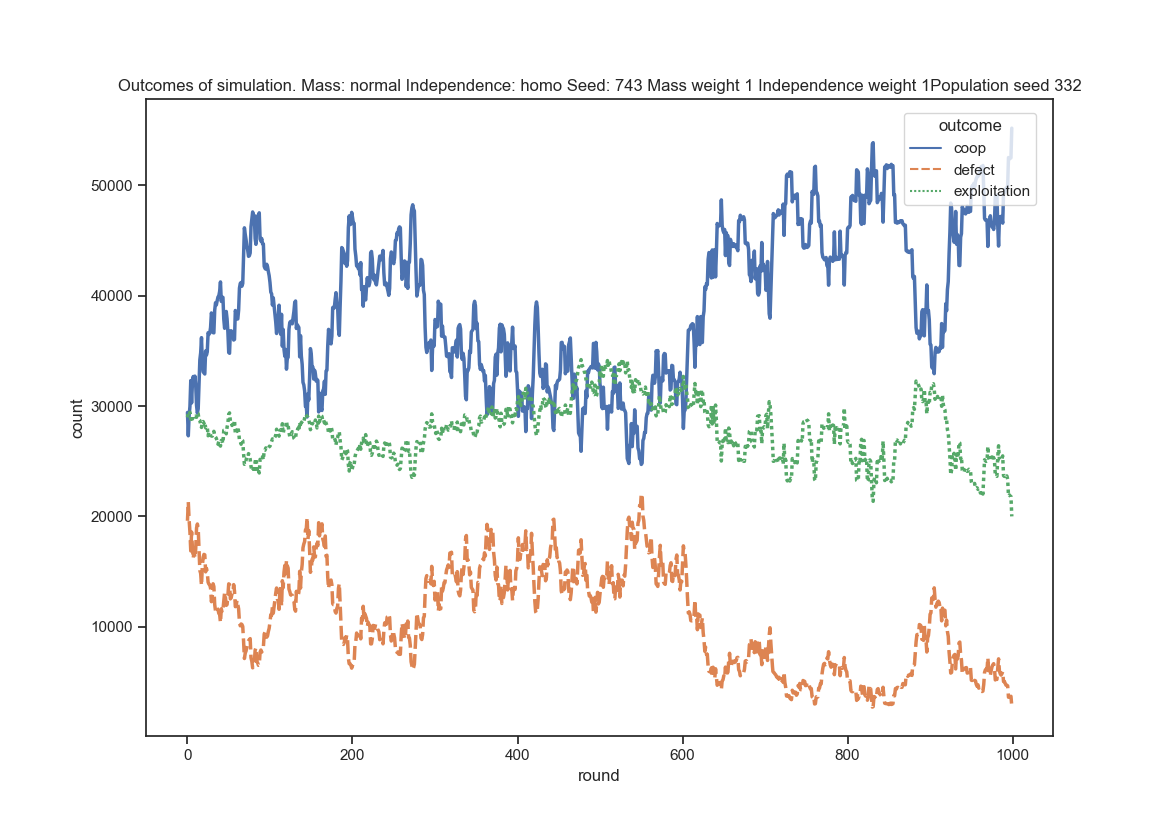 Outcomes of simulation. Mass: normal Independence: homo Seed: 743 Mass weight 1 Independence weight 1Population seed 332
outcome
coop
defect
exploitation
50000
40000
30000
20000
10000
count
0 200 400 600 800 1000
round